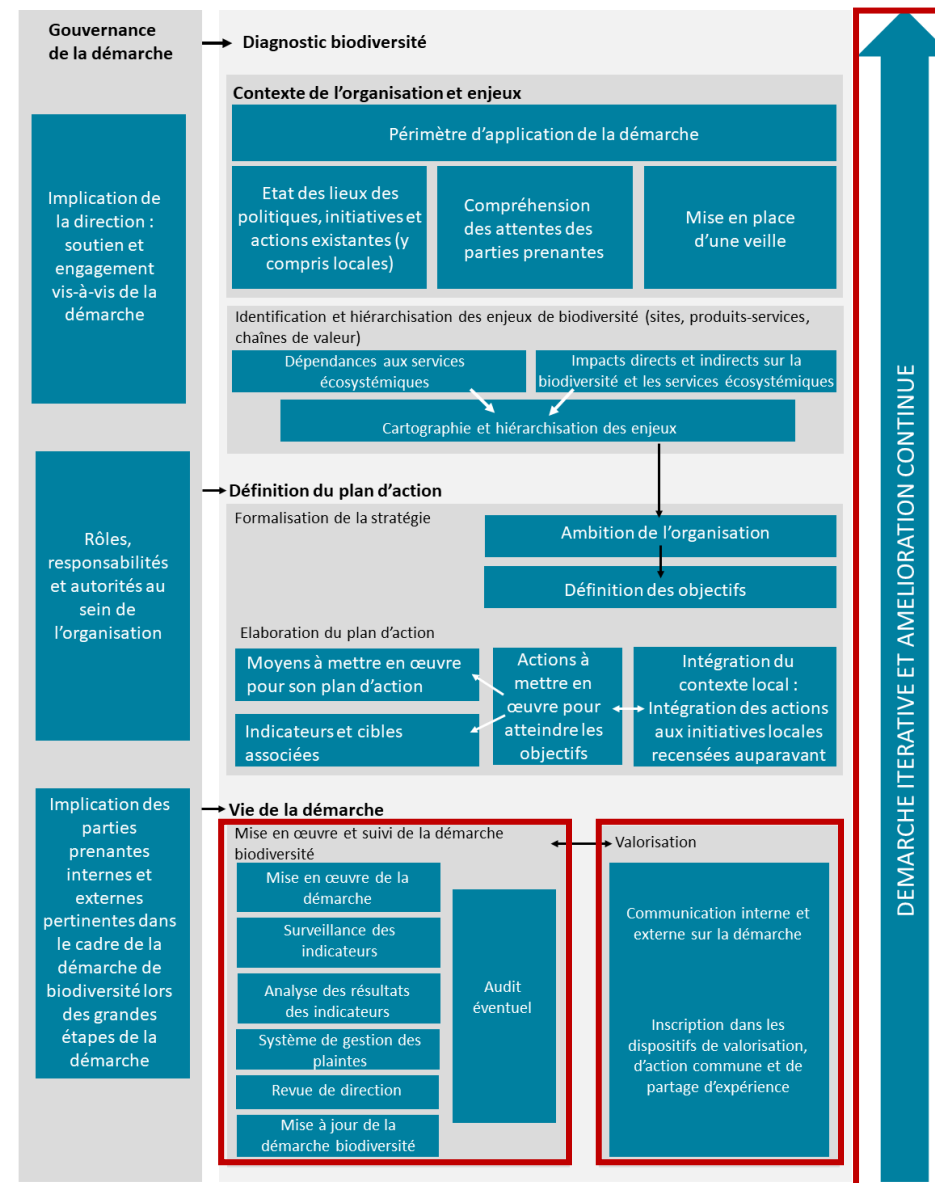 Gouvernance
de la démarche
Implication de
la direction :
soutien et
engagement
vis-à-vis de la
démarche
Rôles,
responsabilités
et autorités au
sein de
l'organisation
Implication des
parties
prenantes
internes et
externes
pertinentes dans
le cadre de la
démarche de
biodiversité lors
des grandes
étapes de la
démarche
Diagnostic biodiversité
Contexte de l'organisation et enjeux
Périmètre d'application de la démarche
Etat des lieux des
politiques, initiatives et
actions existantes (y
compris locales)
Compréhension
des attentes des
parties prenantes
Mise en place
d'une veille
Identification et hiérarchisation des enjeux de biodiversité (sites, produits-services,
chaînes de valeur)
Dépendances aux services
écosystémiques
Impacts directs et indirects sur la
biodiversité et les services écosystémiques
Cartographie et hiérarchisation des enjeux
Définition du plan d'action
Formalisation de la stratégie
Ambition de l'organisation
Définition des objectifs
Elaboration du plan d'action
Moyens à mettre en œuvre
pour son plan d'action
Indicateurs et cibles
associées
Actions à
mettre en
œuvre pour
atteindre les
objectifs
Intégration du
contexte local :
Intégration des actions
aux initiatives locales
recensées auparavant
Vie de la démarche
Mise en œuvre et suivi de la démarche
biodiversité
Mise en œuvre de la
démarche
Surveillance des
indicateurs
Analyse des résultats
des indicateurs
Système de gestion des
plaintes
Revue de direction
Mise à jour de la
démarche biodiversité
Audit
éventuel
Valorisation
Communication interne et
externe sur la démarche
Inscription dans les
dispositifs de valorisation,
d'action commune et de
partage d'expérience
DEMARCHE ITERATIVE ET AMELIORATION CONTINUE